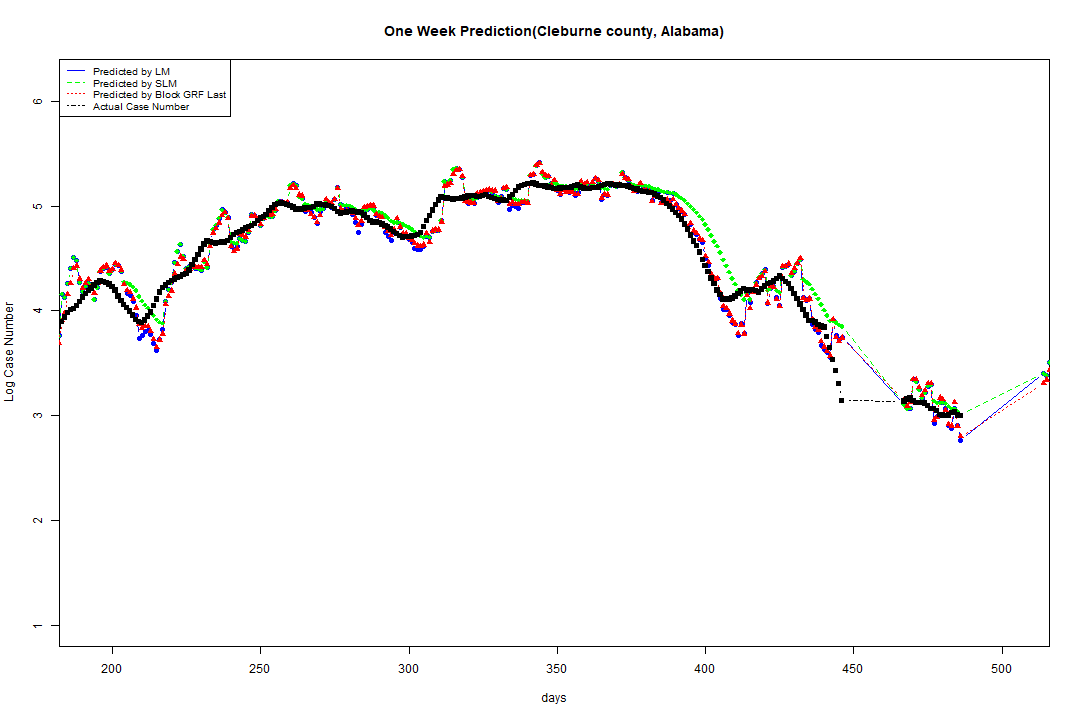 One Week Prediction(Cleburne county, Alabama)
Predicted by LM
Predicted by SLM
Predicted by Block GRF Last
Actual Case Number
6
5
4
3
2
1
Log Case Number
200 250 300 350 400 450 500
days